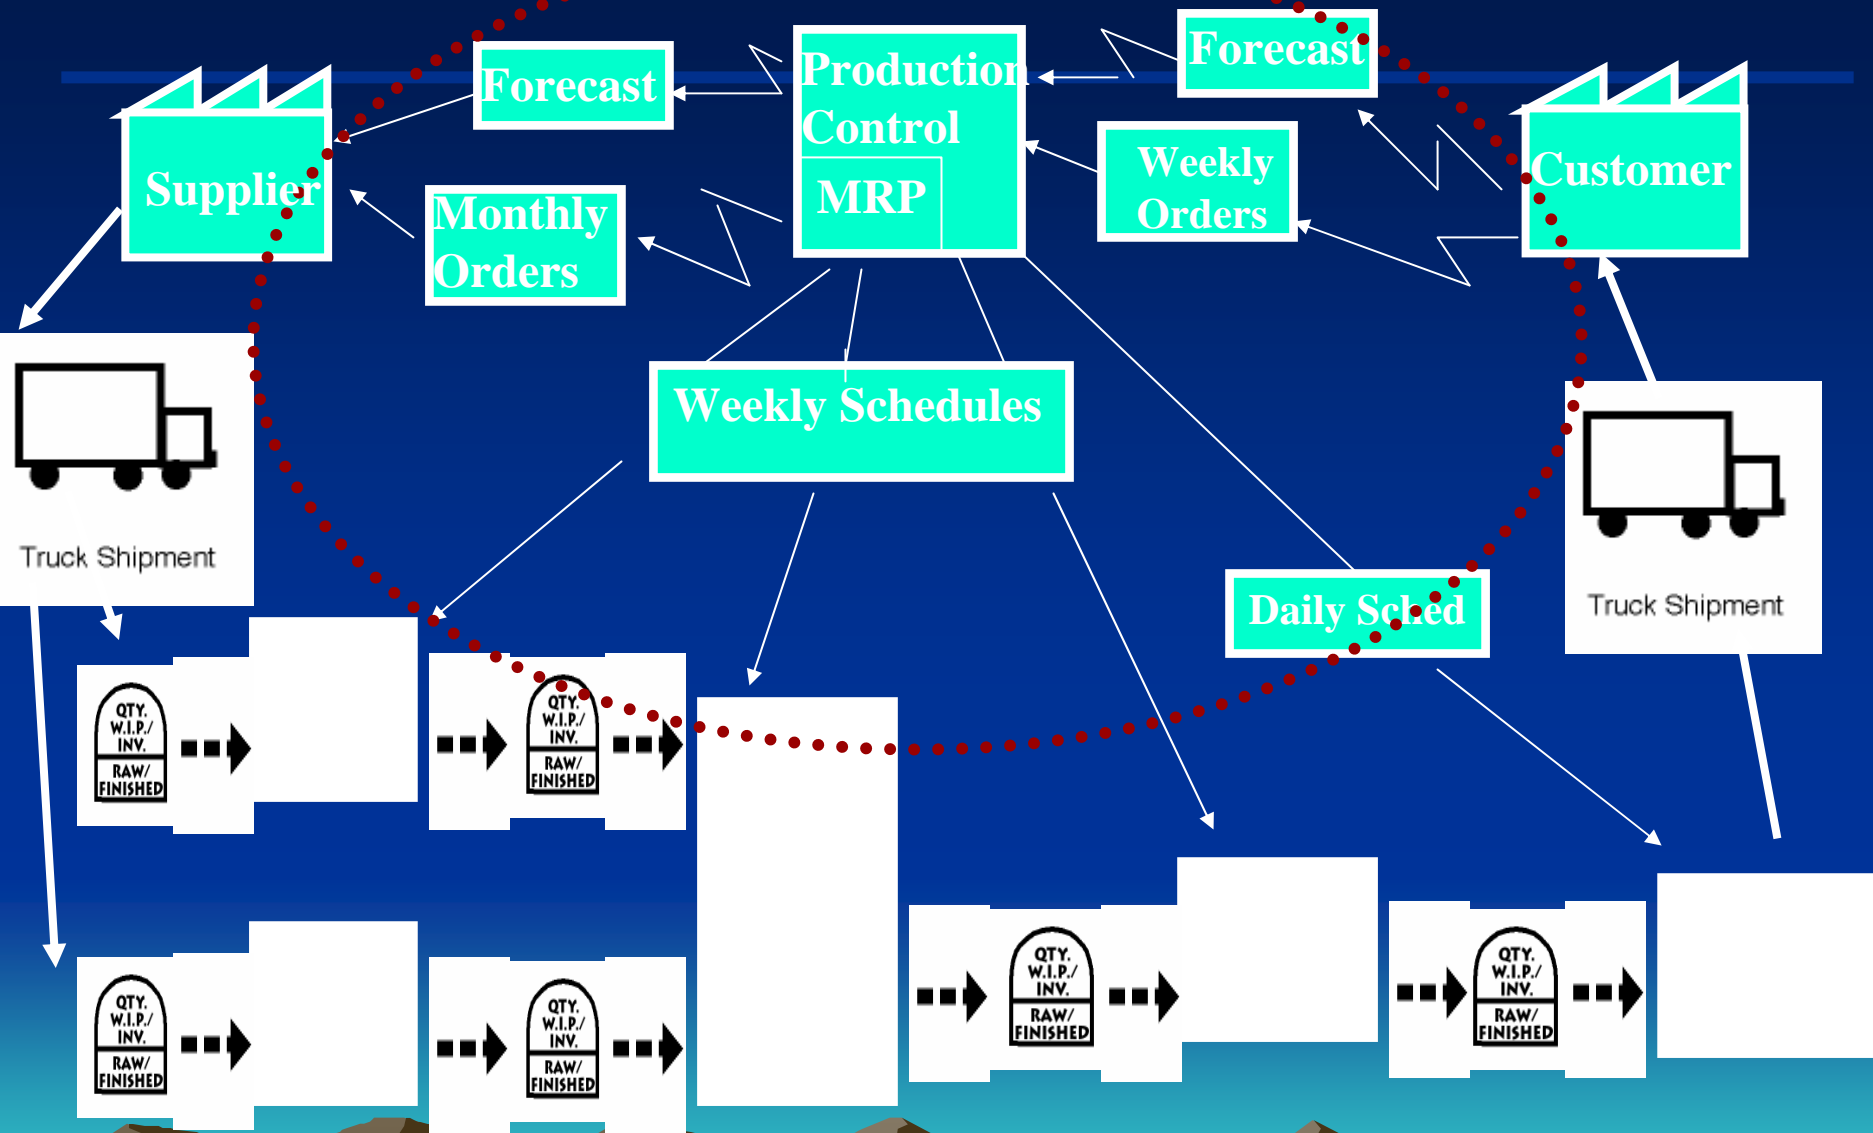 Forecast
Production
Control
MRP
Forecast
Supplier
Monthly
Orders
Weekly
Orders
Customer
Weekly Schedules
Truck Shipment
Daily Sched
Truck Shipment
QTY.
W.I.P./
INV.
RAW/
FINISHED
QTY.
W.I.P./
INV.
RAW/
FINISHED
QTY.
W.I.P./
INV.
RAW/
FINISHED
QTY.
W.I.P./
INV.
RAW/
FINISHED
QTY.
W.I.P./
INV.
RAW/
FINISHED
QTY.
W.I.P./
INV.
RAW/
FINISHED